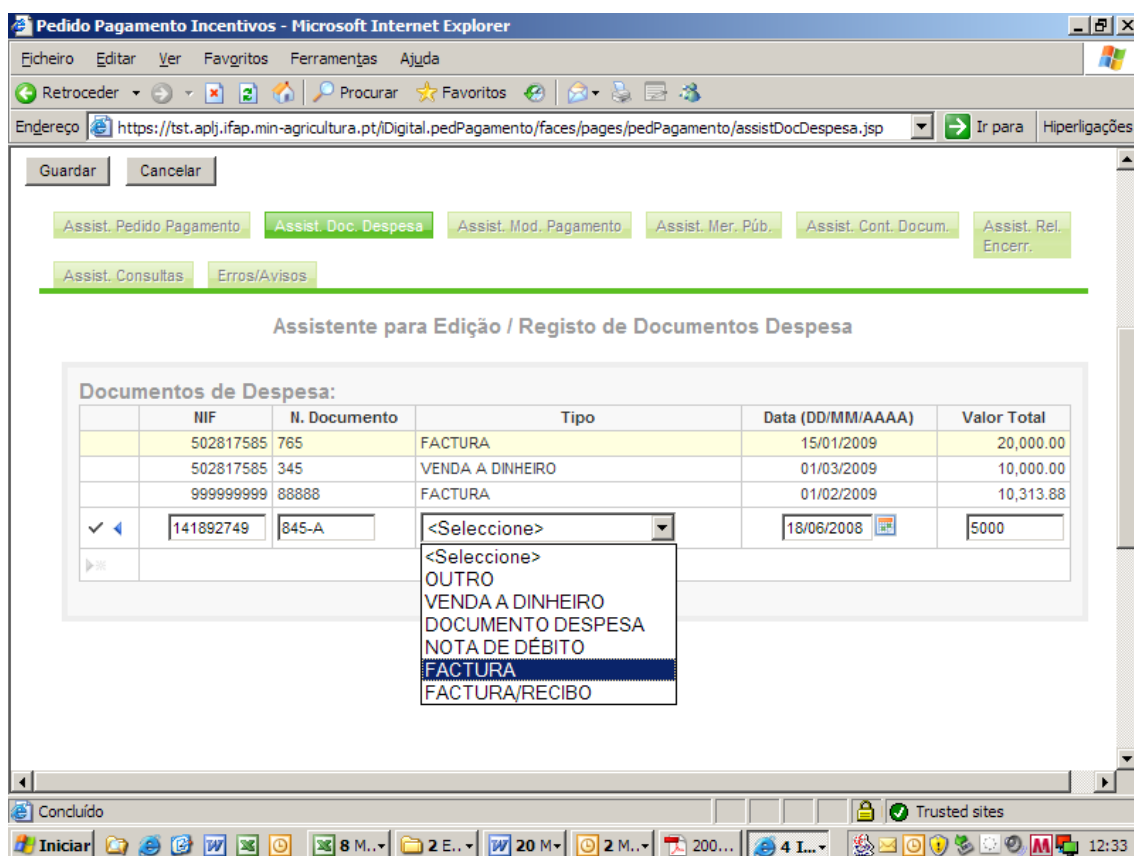 Pedido Pagamento Incentivos - Microsoft Internet Explorer
Ficheiro Editar Ver Favoritos Ferramentas Ajuda
Retroceder Procurar Favoritos
Endereço https://tst.aplj.ifap.min-agricultura.pt/iDigital.pedPagamento/faces/pages/pedPagamento/assistDocDespesa.jsp Ir para Hiperligações
Guardar Cancelar
Assist. Pedido Pagamento Assist. Doc. Despesa Assist. Mod. Pagamento Assist. Mer. Púb. Assist. Cont. Docum. Assist. Rel. Encerr.
Assist. Consultas Erros/Avisos
Assistente para Edição / Registo de Documentos Despesa
Documentos de Despesa:
NIF N. Documento Tipo Data (DD/MM/AAAA) Valor Total
502817585 765 FACTURA 15/01/2009 20,000.00
502817585 345 VENDA A DINHEIRO 01/03/2009 10,000.00
999999999 88888 FACTURA 01/02/2009 10,313.88
141892749 845-A <Seleccione> 18/06/2008 5000
<Seleccione>
OUTRO
VENDA A DINHEIRO
DOCUMENTO DESPESA
NOTA DE DÉBITO
FACTURA
FACTURA/RECIBO
Concluído Trusted sites
Iniciar 8 M... 2 E... 20 M 2 M... 200... 4 I... 12:33